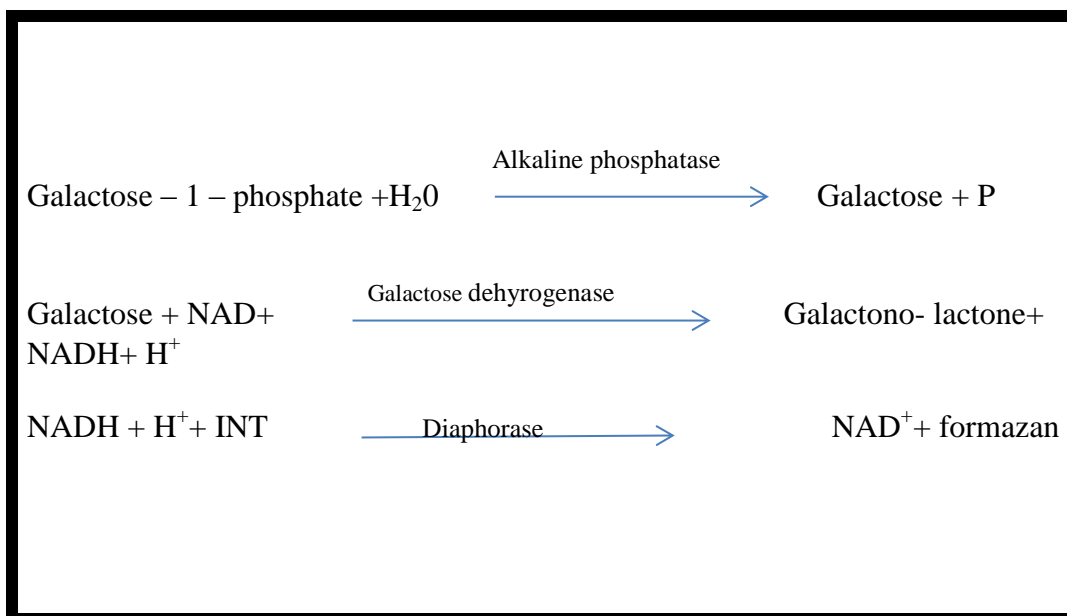 Alkaline phosphatase
Galactose – 1 – phosphate +H₂0 Galactose + P
Galactose dehyrogenase
Galactose + NAD+ Galactono- lactone+
NADH+ H⁺
NADH + H⁺+ INT Diaphorase NAD⁺+ formazan